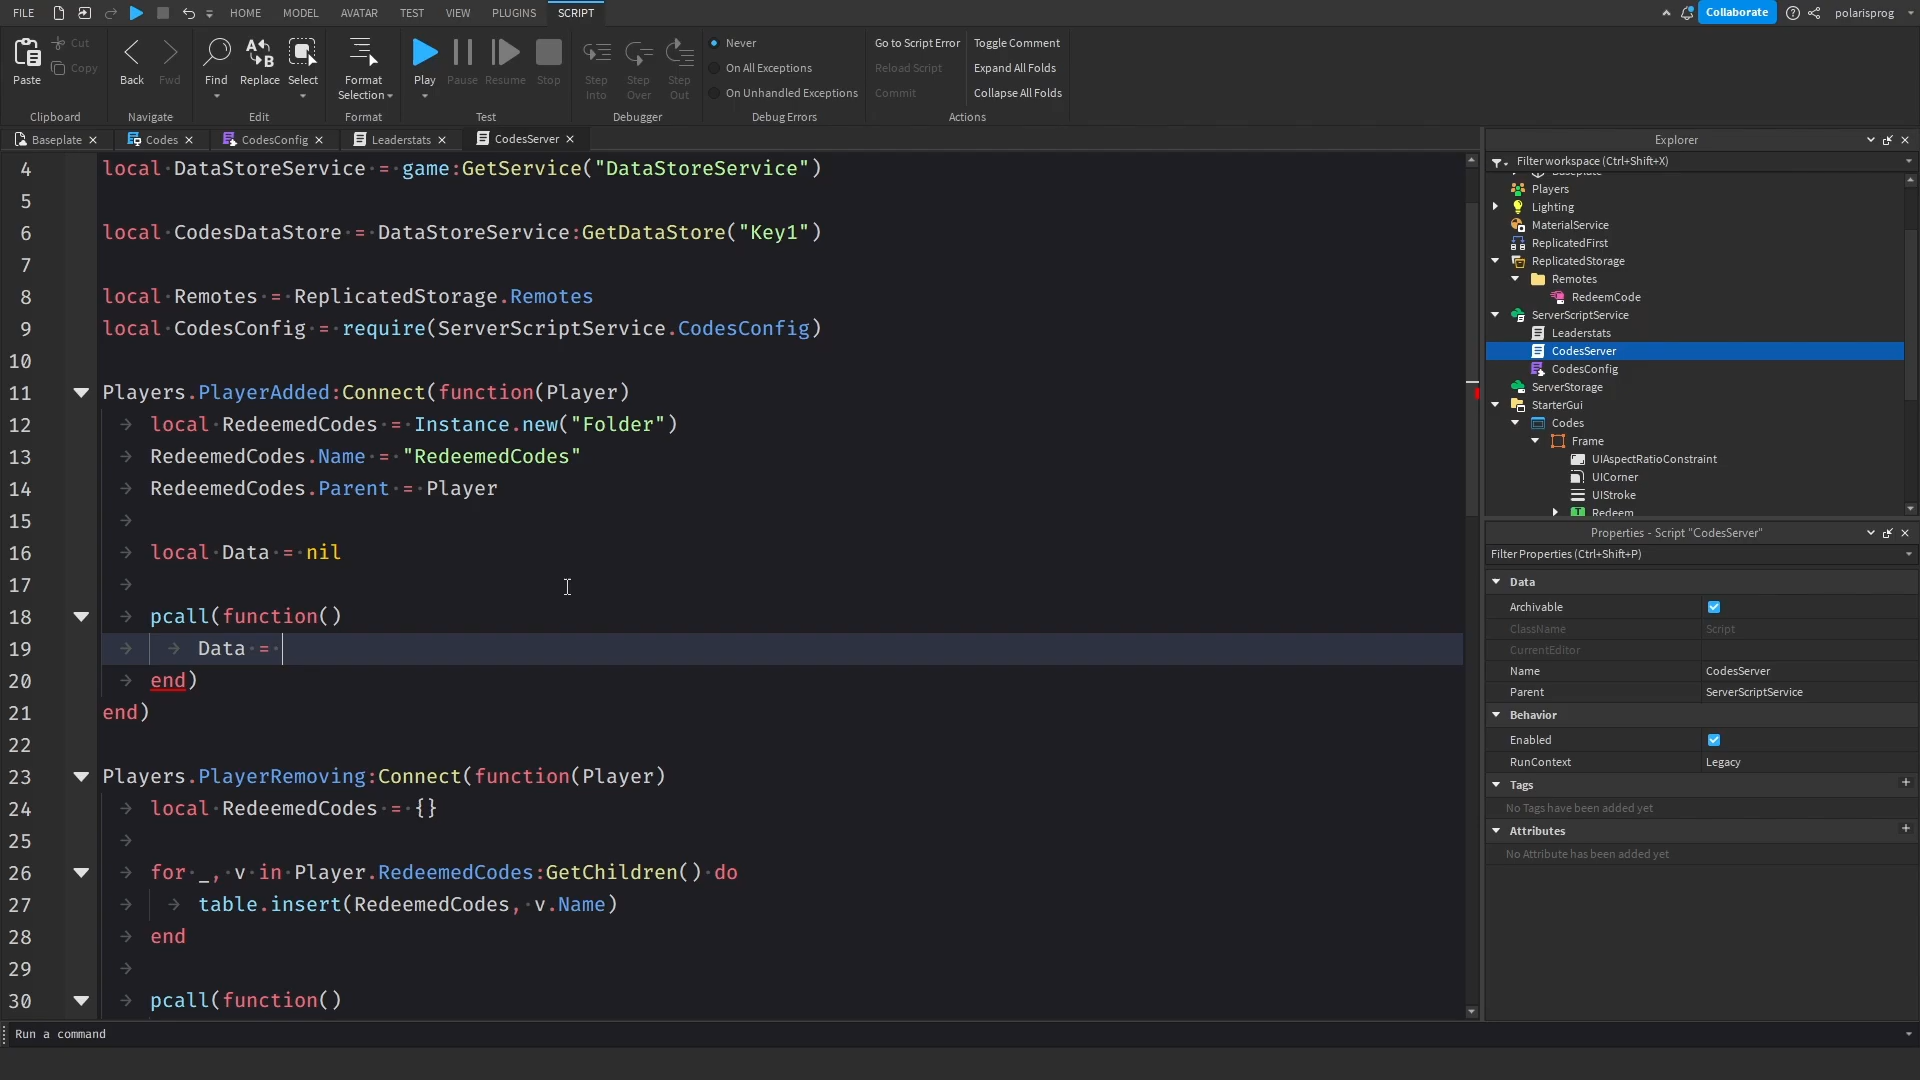 FILE HOME MODEL AVATAR TEST VIEW PLUGINS SCRIPT Collaborate polarisprog
Paste Cut Copy Back Fwd Find Replace Select Format Selection Play Pause Resume Stop Step Into Step Over Step Out
Never
On All Exceptions
On Unhandled Exceptions
Go to Script Error
Reload Script
Commit
Toggle Comment
Expand All Folds
Collapse All Folds
Clipboard Navigate Edit Format Test Debugger Debug Errors Actions
Baseplate Codes CodesConfig Leaderstats CodesServer
4 local DataStoreService = game:GetService("DataStoreService")
5
6 local CodesDataStore = DataStoreService:GetDataStore("Key1")
7
8 local Remotes = ReplicatedStorage.Remotes
9 local CodesConfig = require(ServerScriptService.CodesConfig)
10
11 Players.PlayerAdded:Connect(function(Player)
12 local RedeemedCodes = Instance.new("Folder")
13 RedeemedCodes.Name = "RedeemedCodes"
14 RedeemedCodes.Parent = Player
15
16 local Data = nil
17
18 pcall(function()
19 Data =
20 end)
21 end)
22
23 Players.PlayerRemoving:Connect(function(Player)
24 local RedeemedCodes = {}
25
26 for _, v in Player.RedeemedCodes:GetChildren() do
27 table.insert(RedeemedCodes, v.Name)
28 end
29
30 pcall(function()
Run a command
Explorer
Filter workspace (Ctrl+Shift+X)
Baseplate
Players
Lighting
MaterialService
ReplicatedFirst
ReplicatedStorage
Remotes
RedeemCode
ServerScriptService
Leaderstats
CodesServer
CodesConfig
ServerStorage
StarterGui
Codes
Frame
UIAspectRatioConstraint
UICorner
UIStroke
Redeem
Properties - Script "CodesServer"
Filter Properties (Ctrl+Shift+P)
Data
Archivable
ClassName Script
CurrentEditor
Name CodesServer
Parent ServerScriptService
Behavior
Enabled
RunContext Legacy
Tags
No Tags have been added yet
Attributes
No Attribute has been added yet